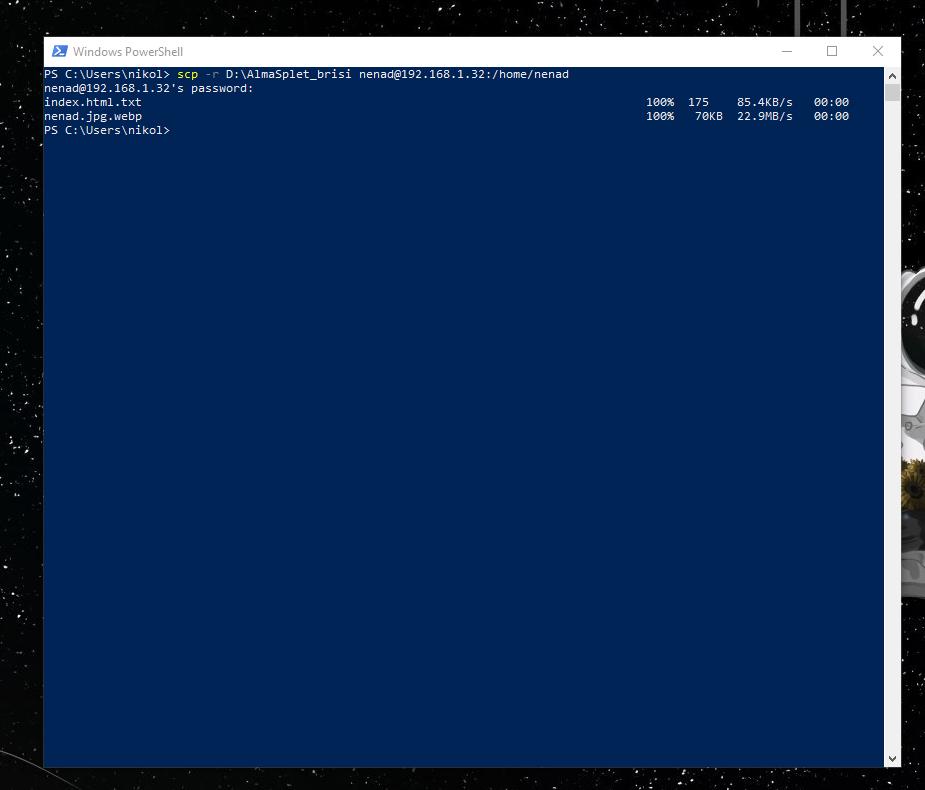 Windows PowerShell
PS C:\Users\nikol> scp -r D:\AlmaSplet_brisi nenad@192.168.1.32:/home/nenad
nenad@192.168.1.32's password:
index.html.txt 100% 175 85.4KB/s 00:00
nenad.jpg.webp 100% 70KB 22.9MB/s 00:00
PS C:\Users\nikol>